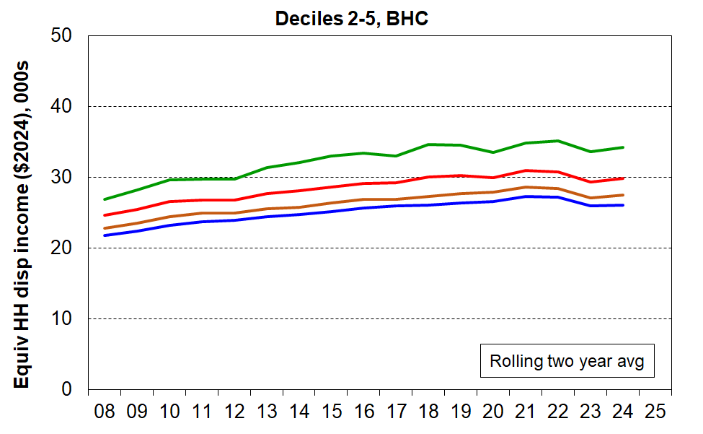 Deciles 2-5, BHC
Equiv HH disp income ($2024), 000s
50
40
30
20
10
0
Rolling two year avg
08 09 10 11 12 13 14 15 16 17 18 19 20 21 22 23 24 25